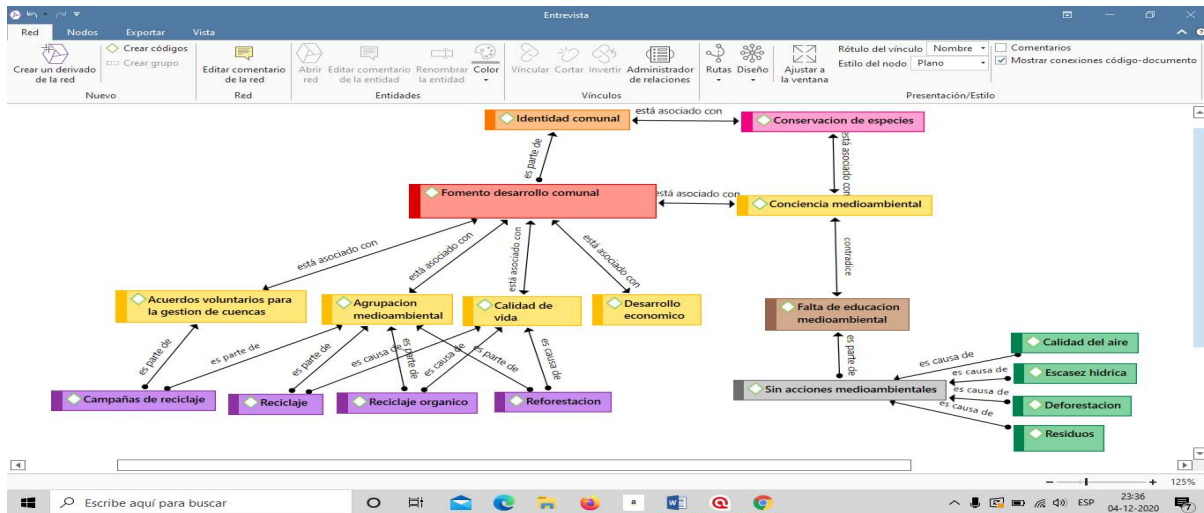 Entrevista
Red Nodos Exportar Vista
Crear un derivado
de la red
Crear códigos
Crear grupo
Nuevo
Editar comentario
de la red
Red
Abrir
red
Editar comentario
de la entidad
Renombrar
la entidad
Color
Entidades
Víncular Cortar Invertir
Administrador
de relaciones
Vínculos
Rutas Diseño
Ajustar a
la ventana
Rótulo del vínculo Nombre
Estilo del nodo Plano
Comentarios
Mostrar conexiones código-documento
Presentación/Estilo
Identidad comunal
está asociado con
Conservacion de especies
es parte de
está asociado con
Fomento desarrollo comunal
está asociado con
Conciencia medioambiental
está asociado con
está asociado con
está asociado con
está asociado con
contradice
Acuerdos voluntarios para
la gestion de cuencas
Agrupacion
medioambiental
Calidad de
vida
Desarrollo
economico
Falta de educacion
medioambiental
es parte de
es parte de
es parte de
es causa de
es parte de
es parte de
es causa de
es parte de
Calidad del aire
es causa de
Escasez hidrica
es causa de
Sin acciones medioambientales
es causa de
Deforestacion
es causa de
Residuos
Campañas de reciclaje
Reciclaje
Reciclaje organico
Reforestacion
125%
Escribe aquí para buscar
a
ESP
23:36
04-12-2020